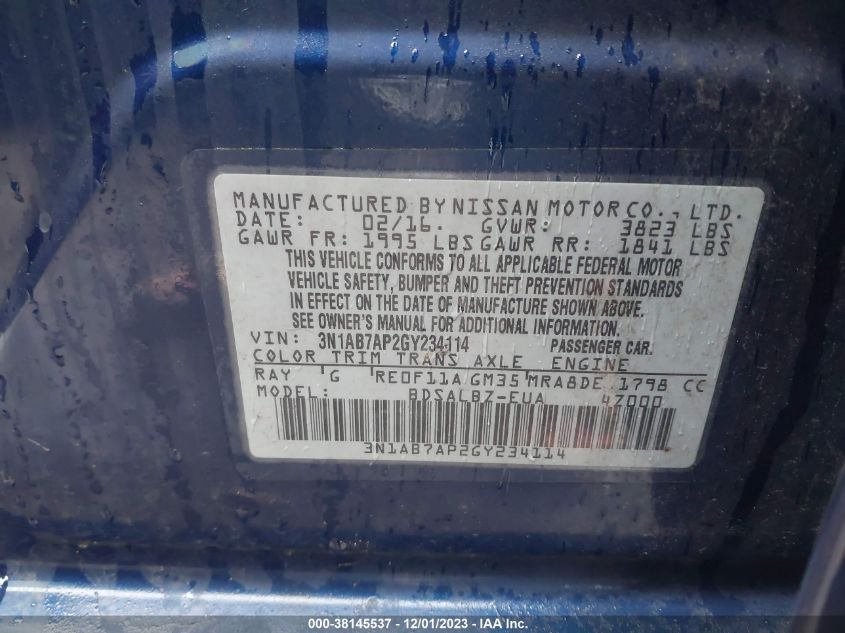 MANUFACTURED BY NISSAN MOTOR CO., LTD.
DATE: 02/16. GVWR: 3823 LBS
GAWR FR: 1995 LBS GAWR RR: 1841 LBS
THIS VEHICLE CONFORMS TO ALL APPLICABLE FEDERAL MOTOR
VEHICLE SAFETY, BUMPER AND THEFT PREVENTION STANDARDS
IN EFFECT ON THE DATE OF MANUFACTURE SHOWN ABOVE.
SEE OWNER'S MANUAL FOR ADDITIONAL INFORMATION.
VIN: 3N1AB7AP2GY234114 PASSENGER CAR.
COLOR TRIM TRANS AXLE ENGINE
RAY G RE0F11A GM35 MRA8DE 1798 CC
MODEL: BDSALBZ-EUA 47000
3N1AB7AP2GY234114
000-38145537 - 12/01/2023 - IAA Inc.